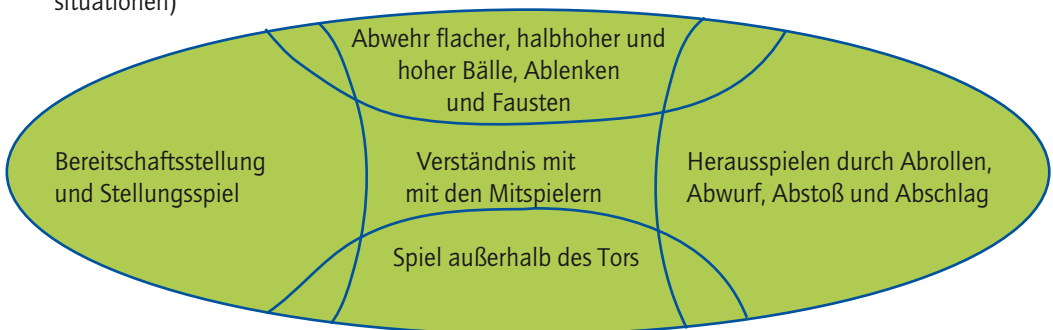 situationen)
Abwehr flacher, halbhoher und
hoher Bälle, Ablenken
und Fausten
Bereitschaftsstellung
und Stellungsspiel
Verständnis mit
mit den Mitspielern
Herausspielen durch Abrollen,
Abwurf, Abstoß und Abschlag
Spiel außerhalb des Tors